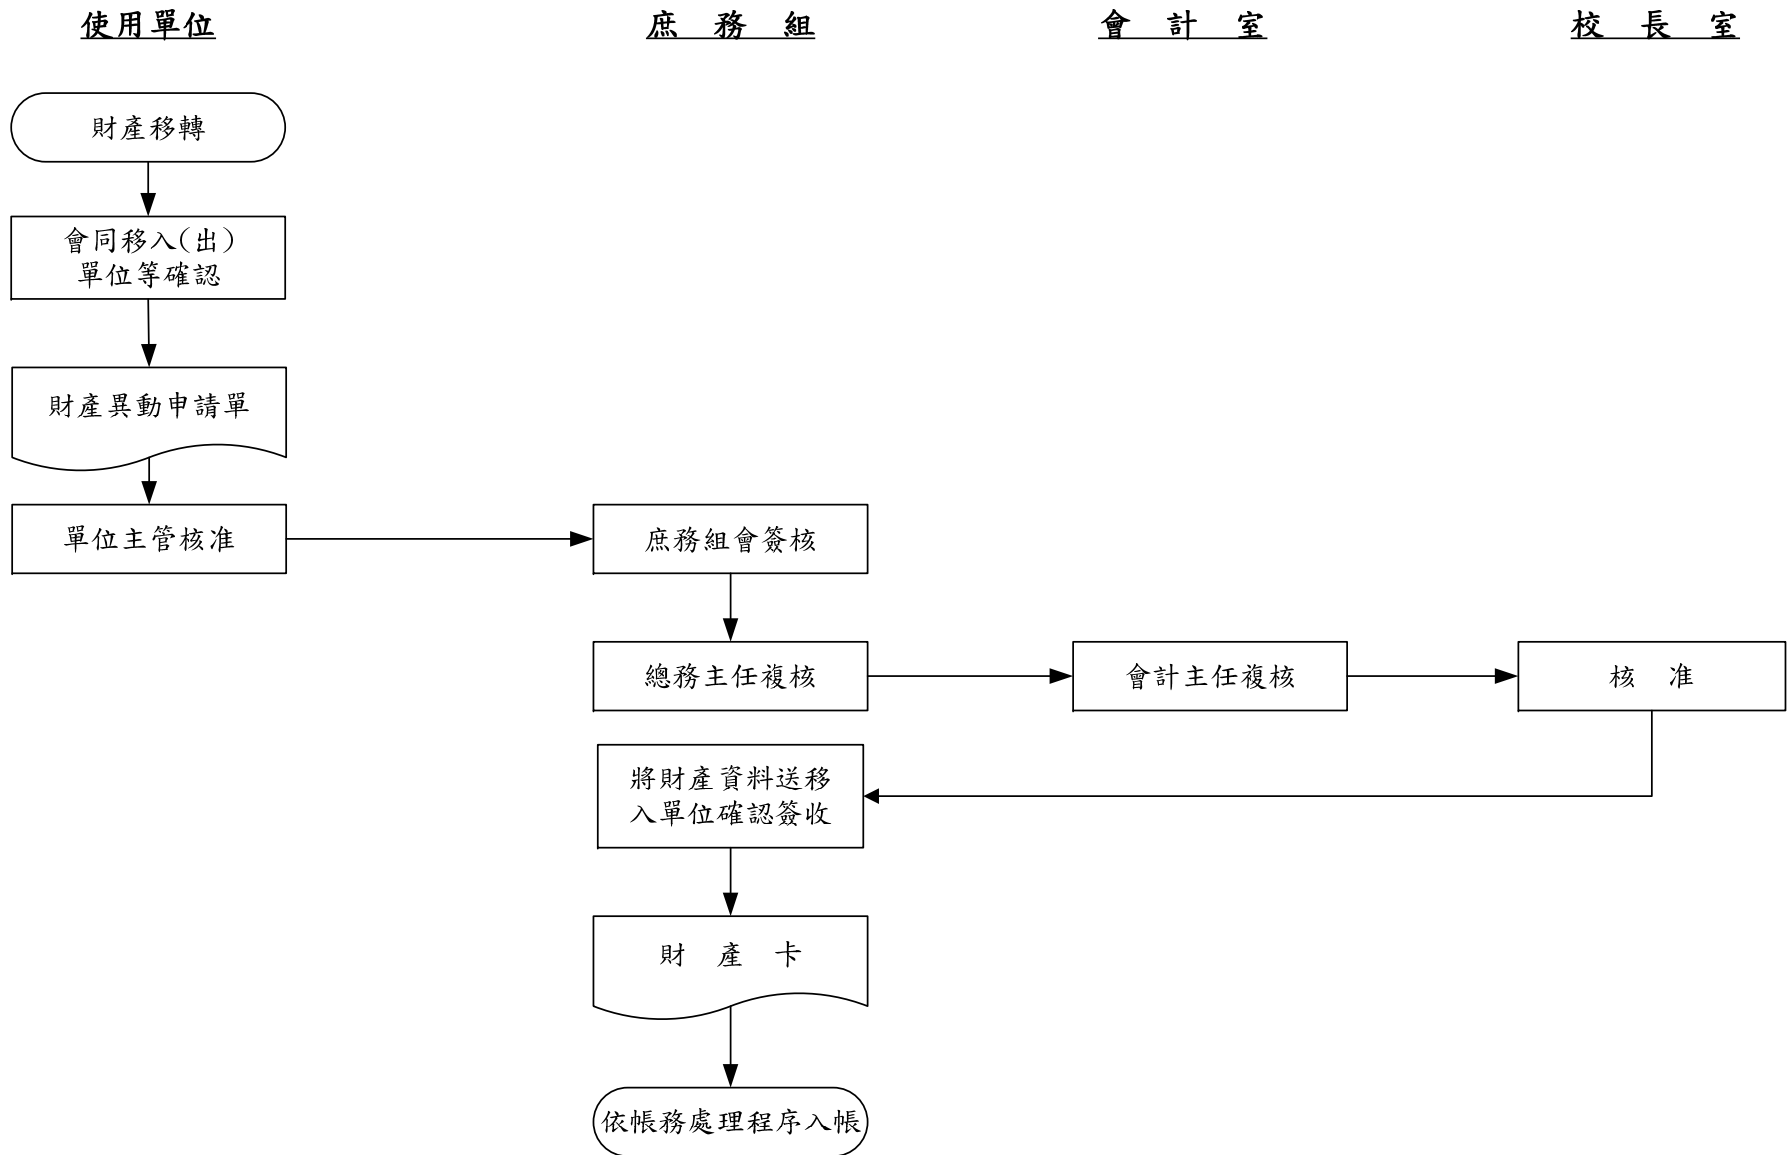 使用單位
庶務組
會計室
校長室
財產移轉
會同移入(出)
單位等確認
財產異動申請單
單位主管核准
庶務組會簽核
總務主任複核
會計主任複核
核准
將財產資料送移
入單位確認簽收
財產卡
依帳務處理程序入帳